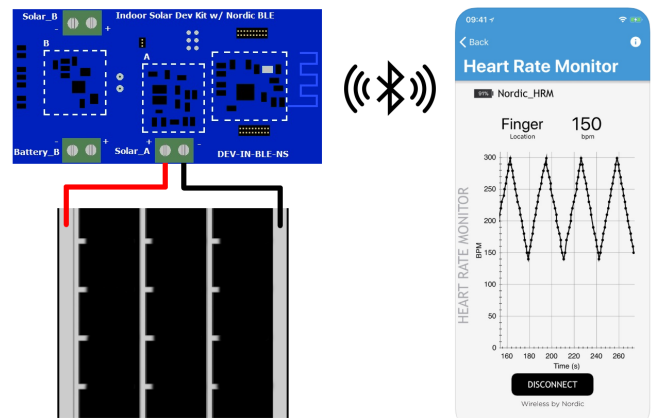 Solar_B
Indoor Solar Dev Kit w/ Nordic BLE
- +
B
A
- +
Battery_B
Solar_A
+ -
DEV-IN-BLE-NS
09:41
Back
Heart Rate Monitor
91%
Nordic_HRM
Finger
Location
150
bpm
HEART RATE MONITOR
BPM
300
250
200
150
100
50
0
160 180 200 220 240 260
Time (s)
DISCONNECT
Wireless by Nordic